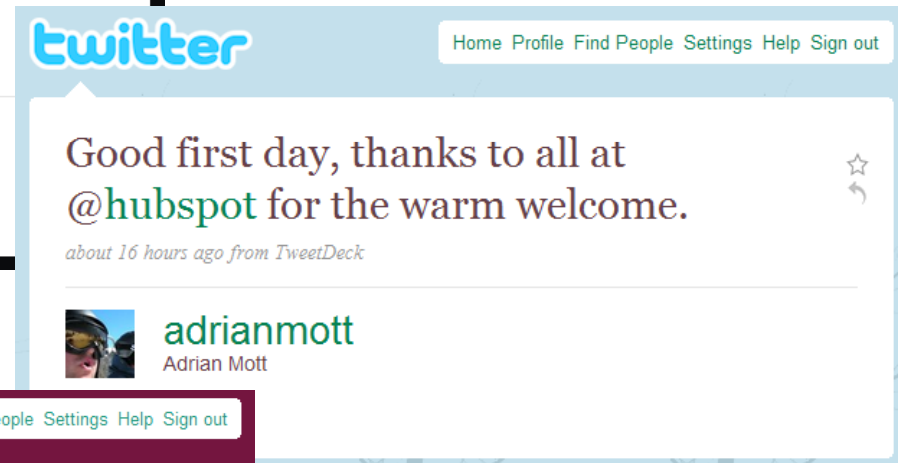 twitter
Home Profile Find People Settings Help Sign out
Good first day, thanks to all at
@hubspot for the warm welcome.
about 16 hours ago from TweetDeck
adrianmott
Adrian Mott
Settings Help Sign out